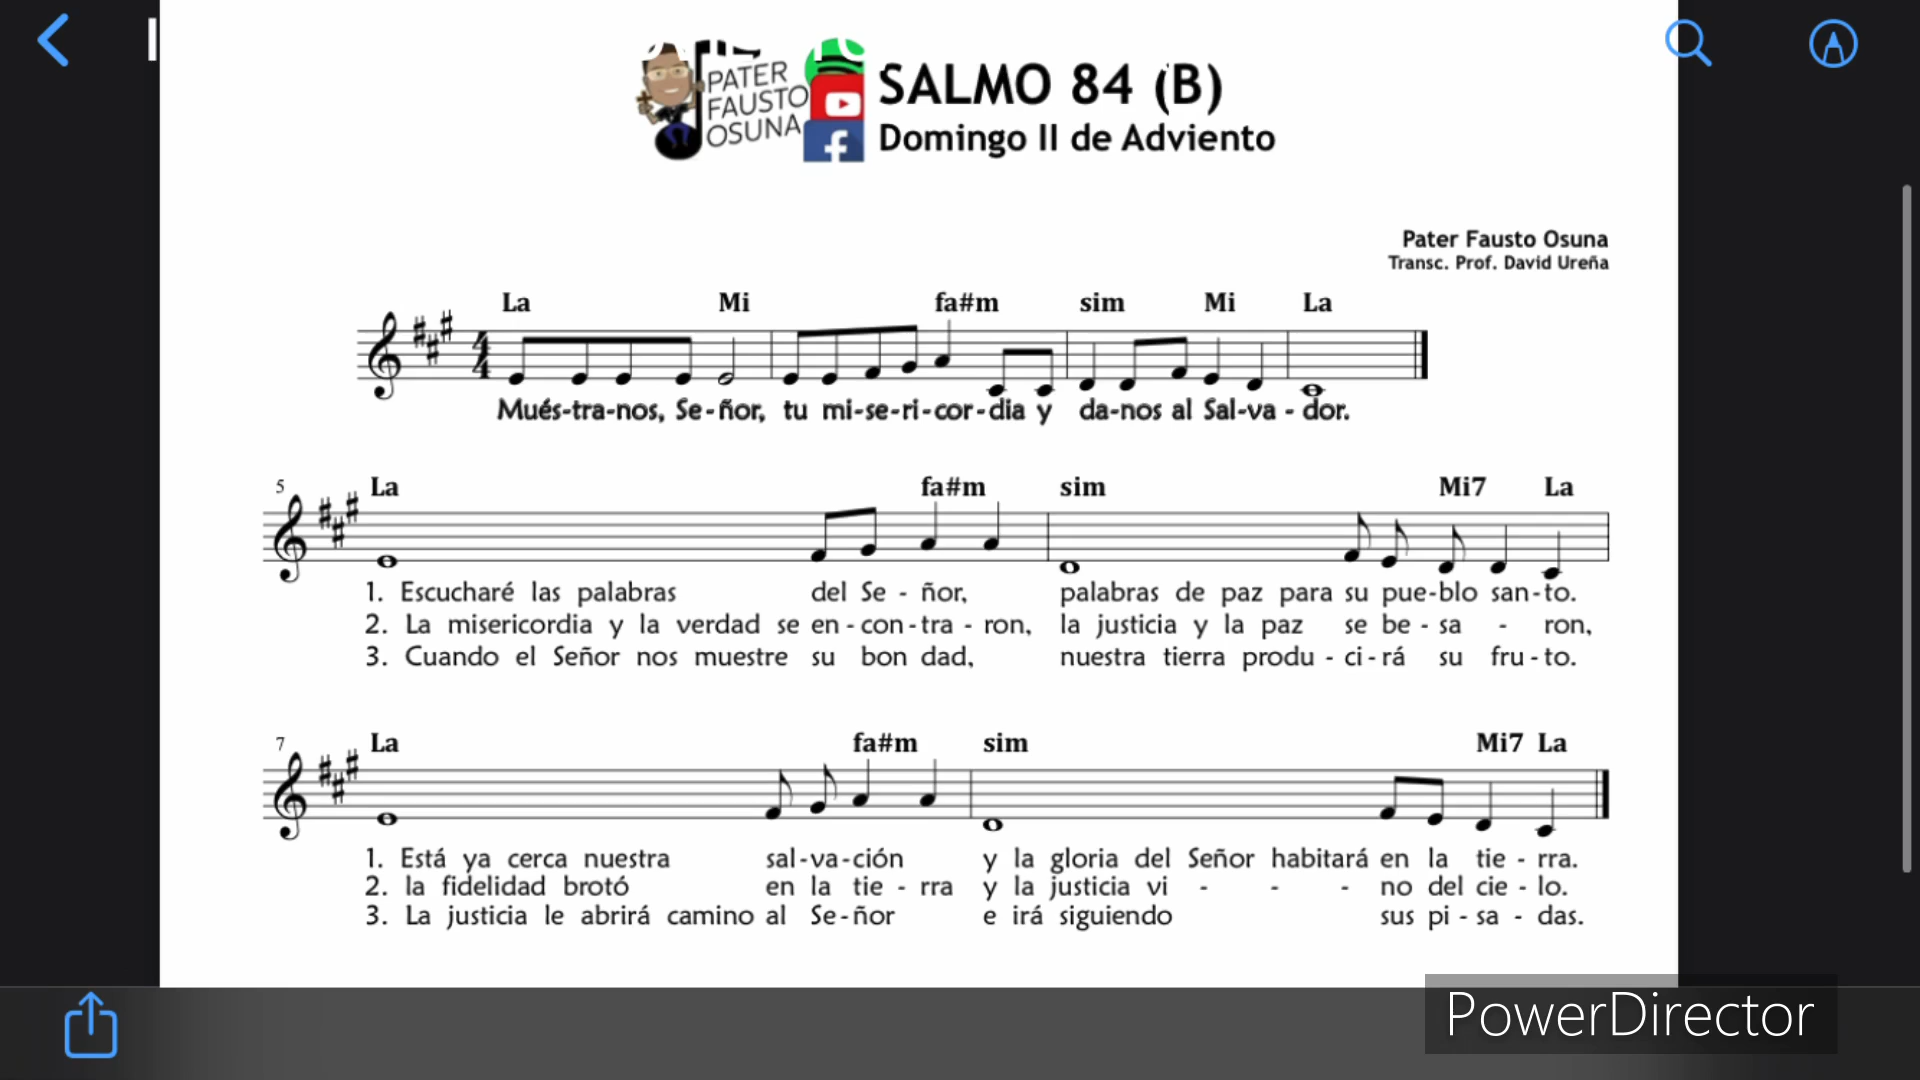 PATER
FAUSTO
OSUNA
SALMO 84 (B)
Domingo II de Adviento
Pater Fausto Osuna
Transc. Prof. David Ureña
La Mi fa#m sim Mi La
4
4
Mués-tra-nos, Se-ñor, tu mi-se-ri-cor-dia y da-nos al Sal-va-dor.
5
La fa#m sim Mi7 La
1. Escucharé las palabras del Se-ñor, palabras de paz para su pue-blo san-to.
2. La misericordia y la verdad se en-con-tra-ron, la justicia y la paz se be-sa - ron,
3. Cuando el Señor nos muestre su bon dad, nuestra tierra produ-ci-rá su fru-to.
7
La fa#m sim Mi7 La
1. Está ya cerca nuestra sal-va-ción y la gloria del Señor habitará en la tie-rra.
2. la fidelidad brotó en la tie-rra y la justicia vi - - - no del cie-lo.
3. La justicia le abrirá camino al Se-ñor e irá siguiendo sus pi-sa-das.
PowerDirector